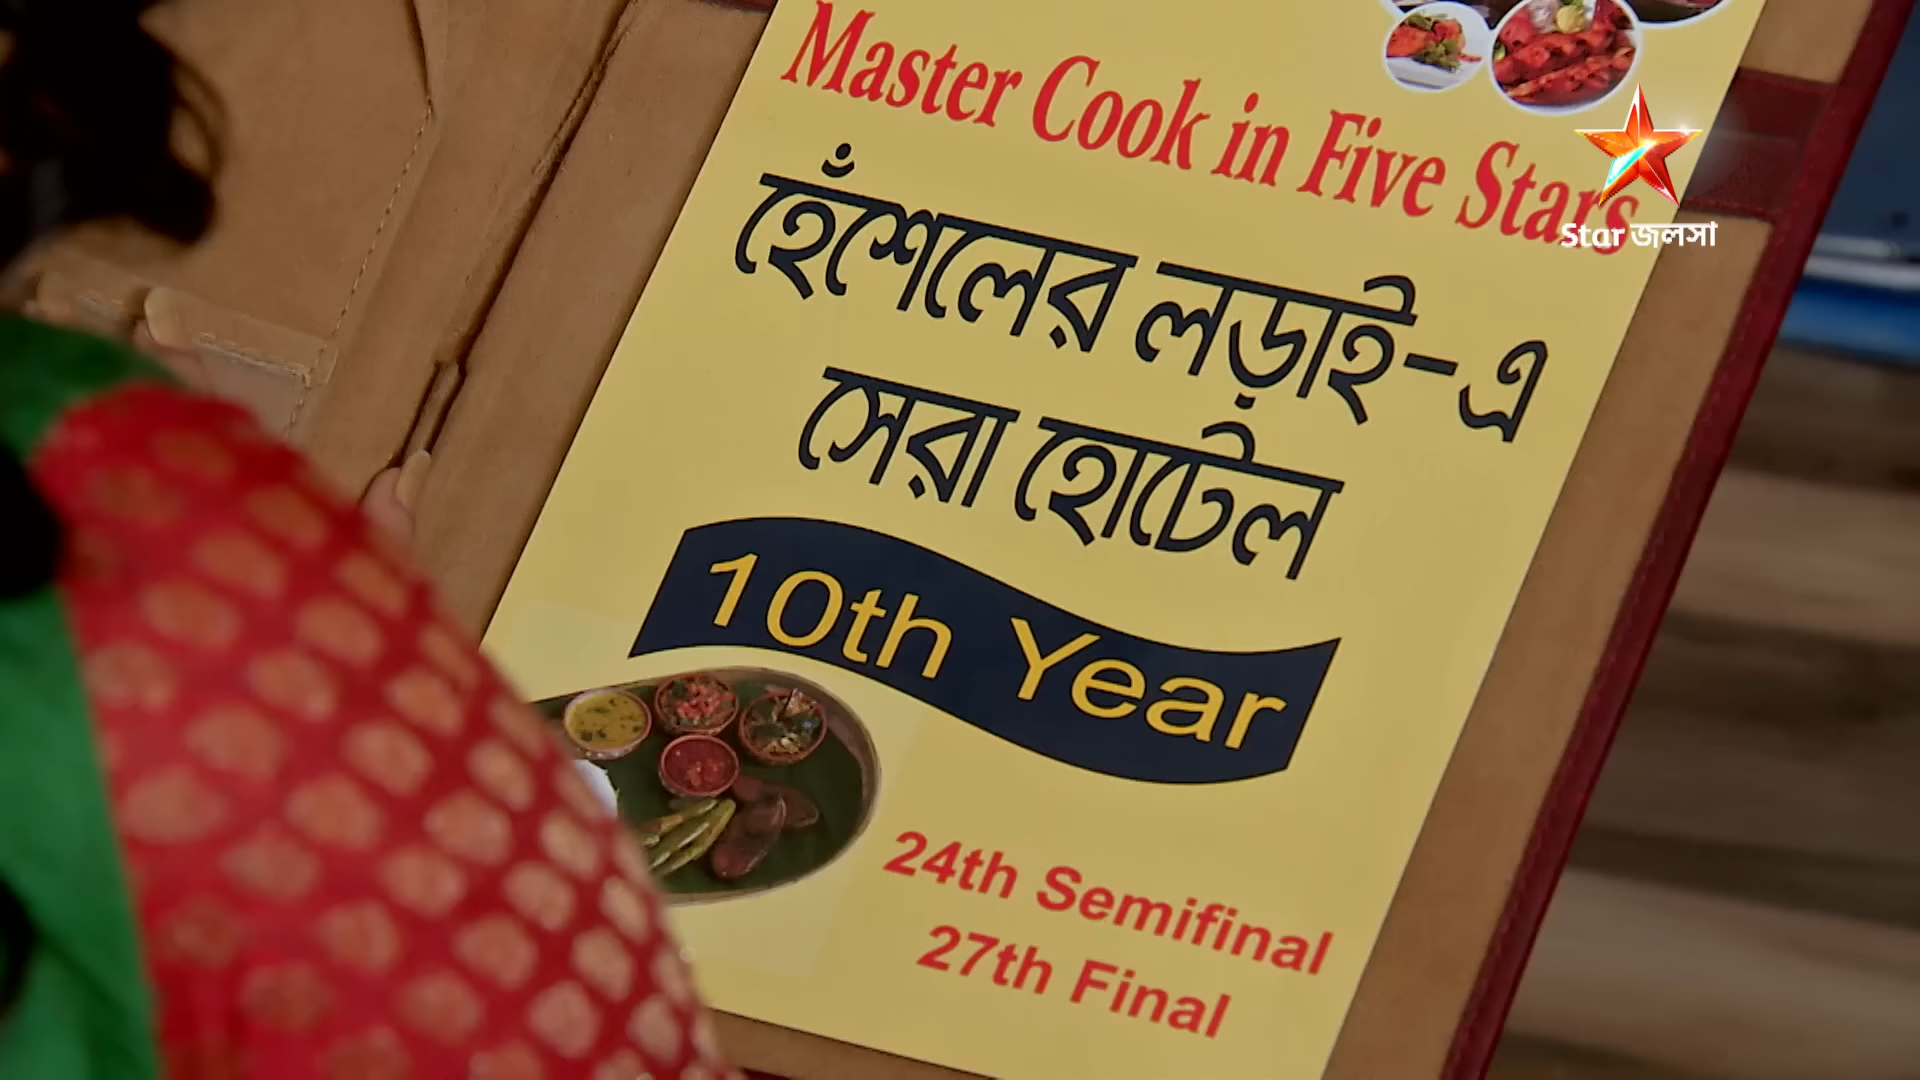 Master Cook in Five Stars
Star জলসা
হেঁশেলের লড়াই-এ
সেরা হোটেল
10th Year
24th Semifinal
27th Final